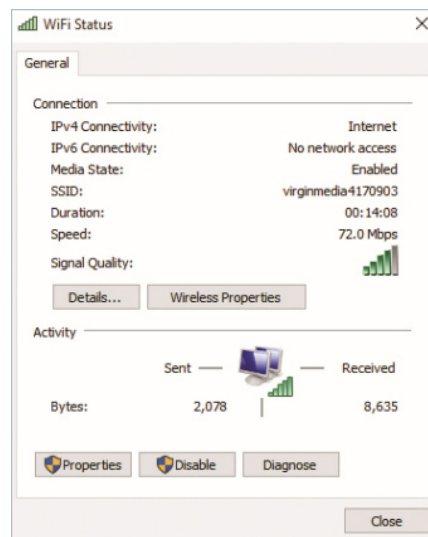 WiFi Status
General
Connection
IPv4 Connectivity: Internet
IPv6 Connectivity: No network access
Media State: Enabled
SSID: virginmedia4170903
Duration: 00:14:08
Speed: 72.0 Mbps
Signal Quality:
Details... Wireless Properties
Activity
Sent Received
Bytes: 2,078 8,635
Properties Disable Diagnose
Close